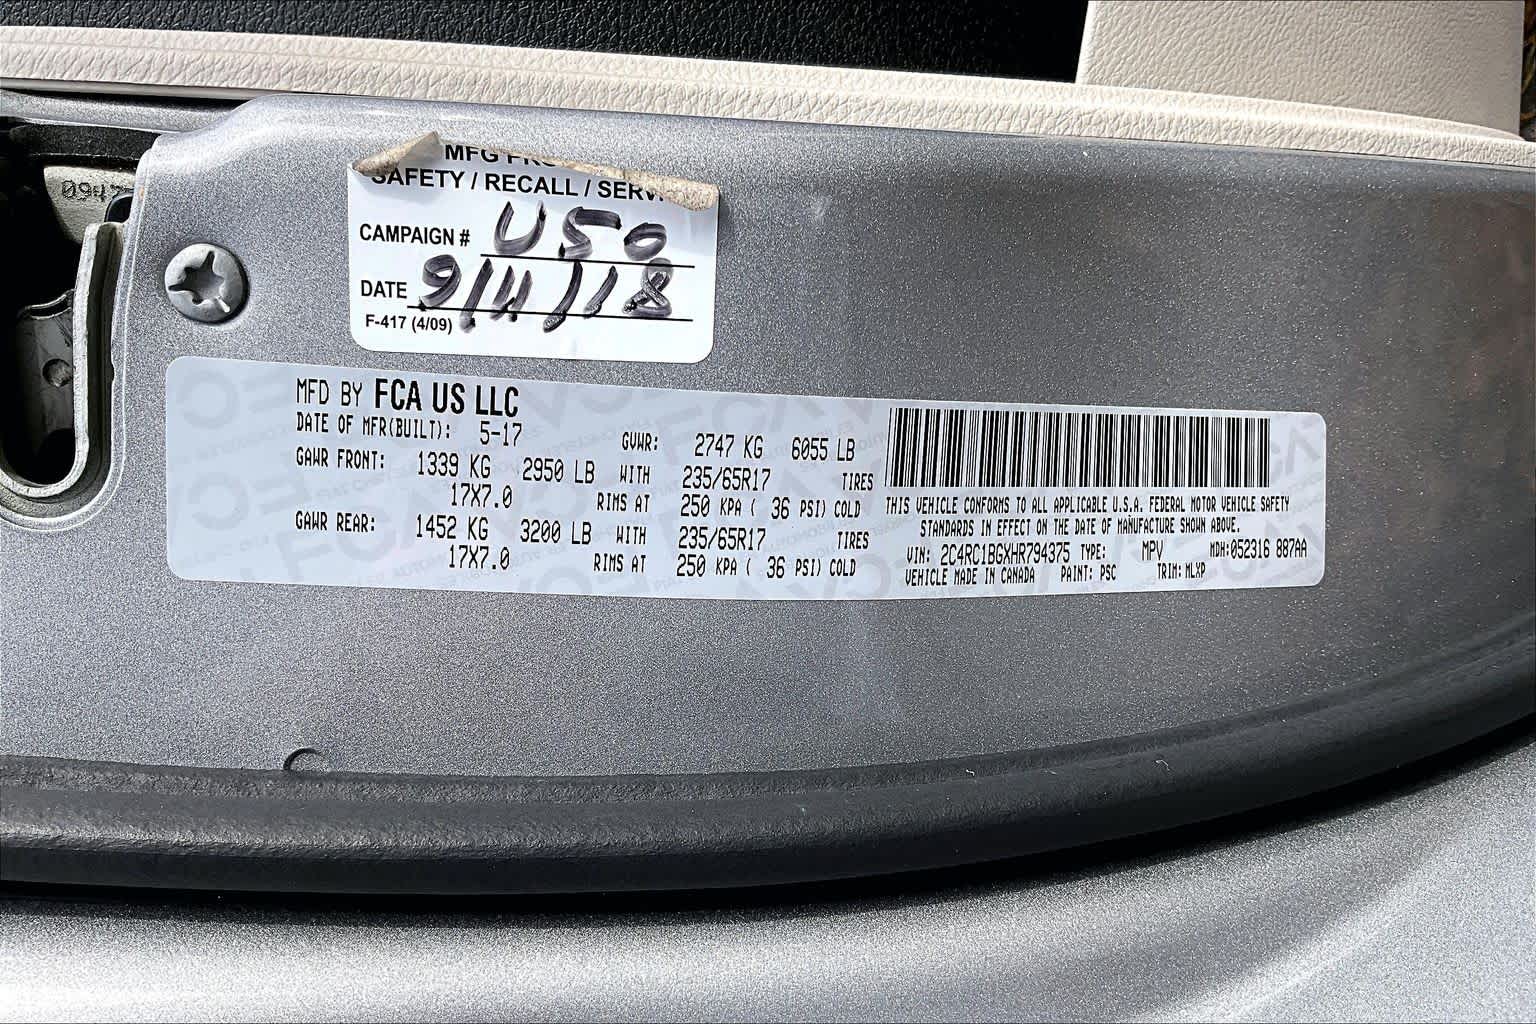 MFG
SAFETY / RECALL / SERV
CAMPAIGN # U50
DATE 9/11/18
F-417 (4/09)
MFD BY FCA US LLC
DATE OF MFR(BUILT): 5-17
GVWR: 2747 KG 6055 LB
GAWR FRONT: 1339 KG 2950 LB WITH 235/65R17 TIRES
17X7.0 RIMS AT 250 KPA ( 36 PSI) COLD
GAWR REAR: 1452 KG 3200 LB WITH 235/65R17 TIRES
17X7.0 RIMS AT 250 KPA ( 36 PSI) COLD
THIS VEHICLE CONFORMS TO ALL APPLICABLE U.S.A. FEDERAL MOTOR VEHICLE SAFETY
STANDARDS IN EFFECT ON THE DATE OF MANUFACTURE SHOWN ABOVE.
VIN: 2C4RC1BGXHR794375 TYPE: MPV MDH:052316 887AA
VEHICLE MADE IN CANADA PAINT: PSC TRIM: MLXP